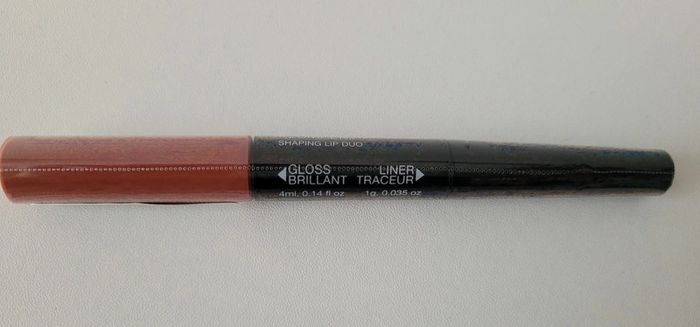 SHAPING LIP DUO
◀GLOSS LINER▶
BRILLANT TRACEUR
4ml, 0.14 fl oz 1g, 0.035 oz